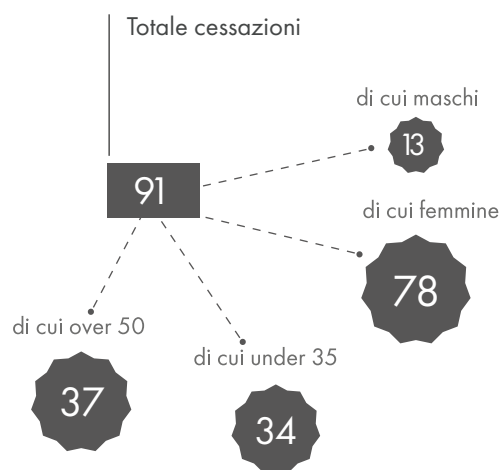 Totale cessazioni
di cui maschi
13
91
di cui femmine
78
di cui over 50
37
di cui under 35
34